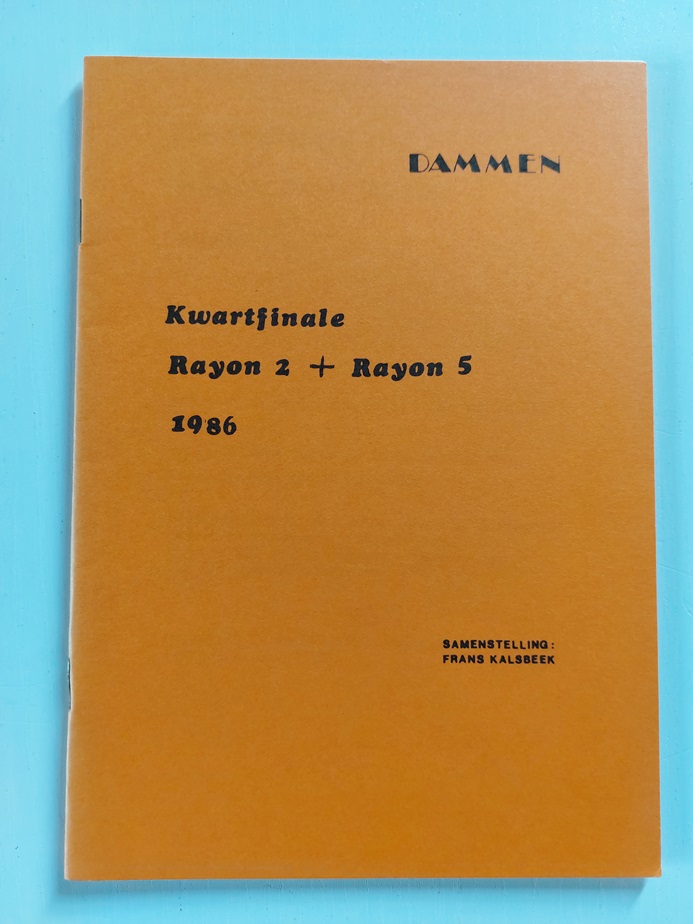 DAMMEN
Kwartfinale
Rayon 2 + Rayon 5
1986
SAMENSTELLING:
FRANS KALSBEEK